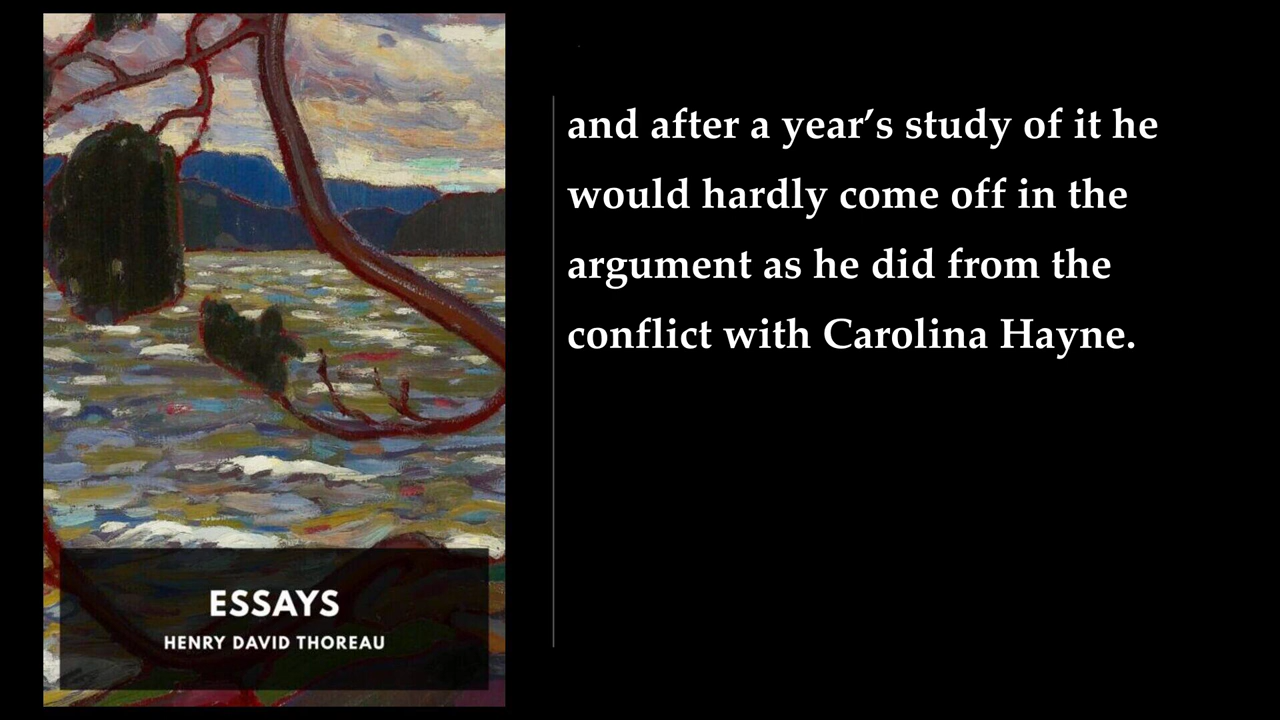 and after a year’s study of it he
would hardly come off in the
argument as he did from the
conflict with Carolina Hayne.
ESSAYS
HENRY DAVID THOREAU